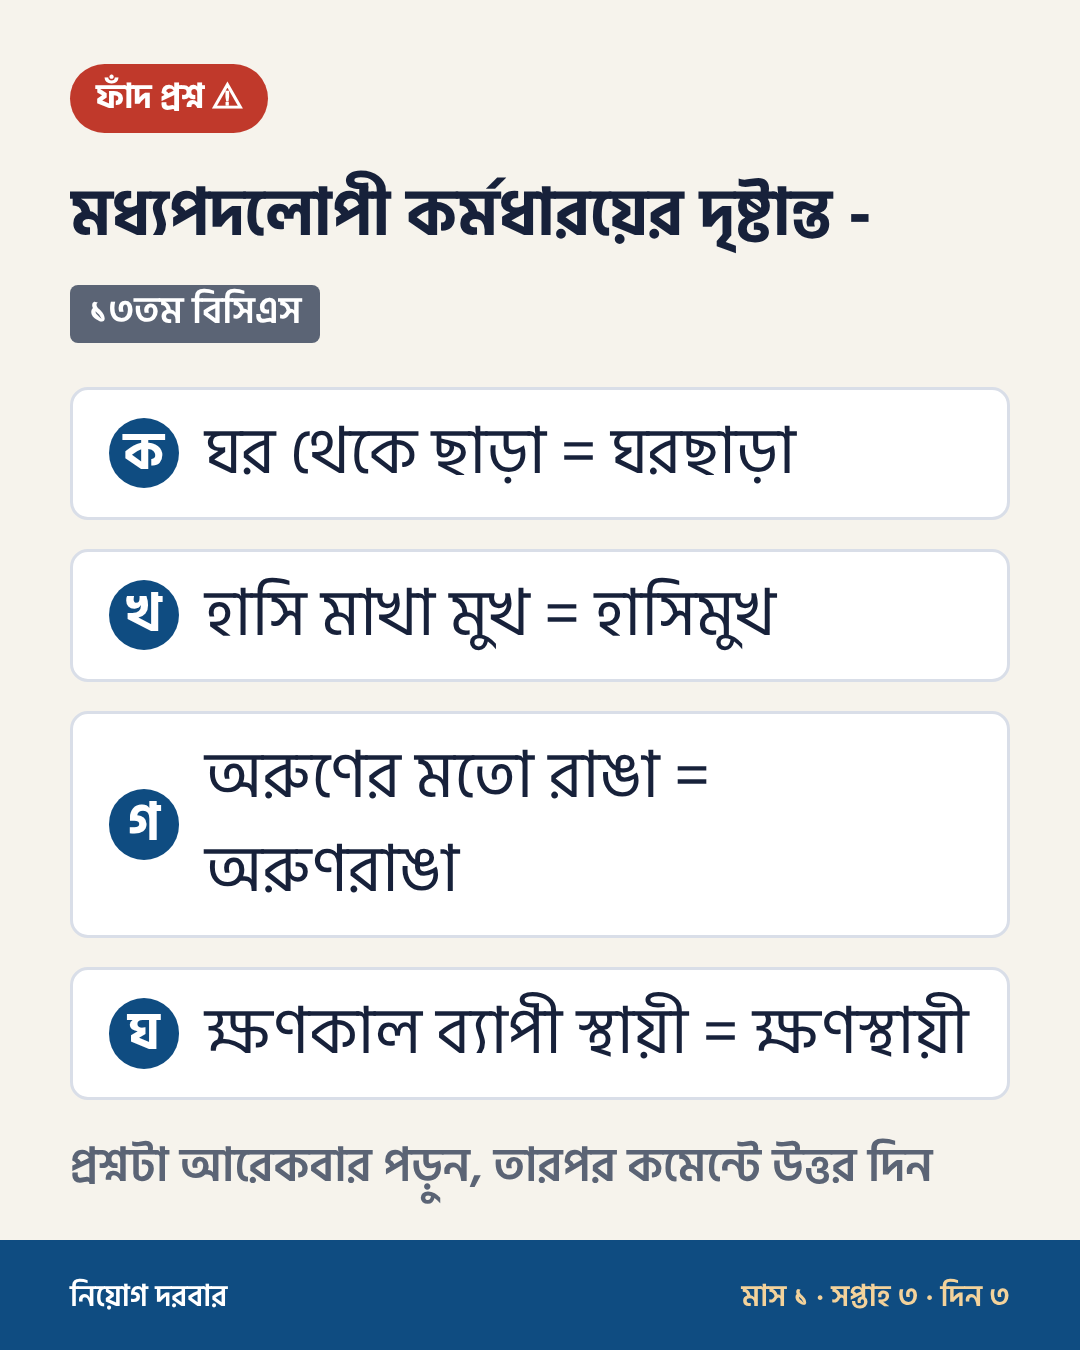 ফাঁদ প্রশ্ন ⚠
মধ্যপদলোপী কর্মধারয়ের দৃষ্টান্ত -
১৩তম বিসিএস
ক ঘর থেকে ছাড়া = ঘরছাড়া
খ হাসি মাখা মুখ = হাসিমুখ
গ অরুণের মতো রাঙা =
অরুণরাঙা
ঘ ক্ষণকাল ব্যাপী স্থায়ী = ক্ষণস্থায়ী
প্রশ্নটা আরেকবার পড়ুন, তারপর কমেন্টে উত্তর দিন
নিয়োগ দরবার
মাস ১ · সপ্তাহ ৩ · দিন ৩